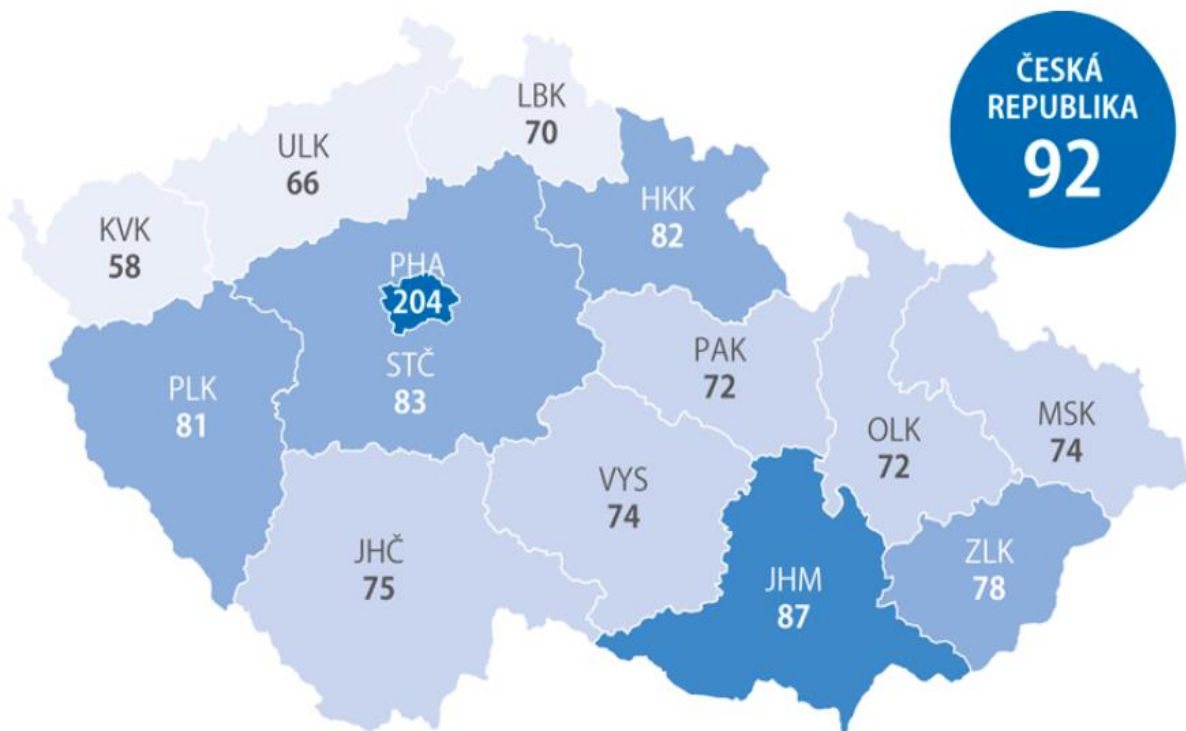 ČESKÁ
REPUBLIKA
92
LBK
70
ULK
66
HKK
82
KVK
58
PHA
204
STČ
83
PAK
72
PLK
81
OLK
72
MSK
74
VYS
74
JHČ
75
ZLK
78
JHM
87